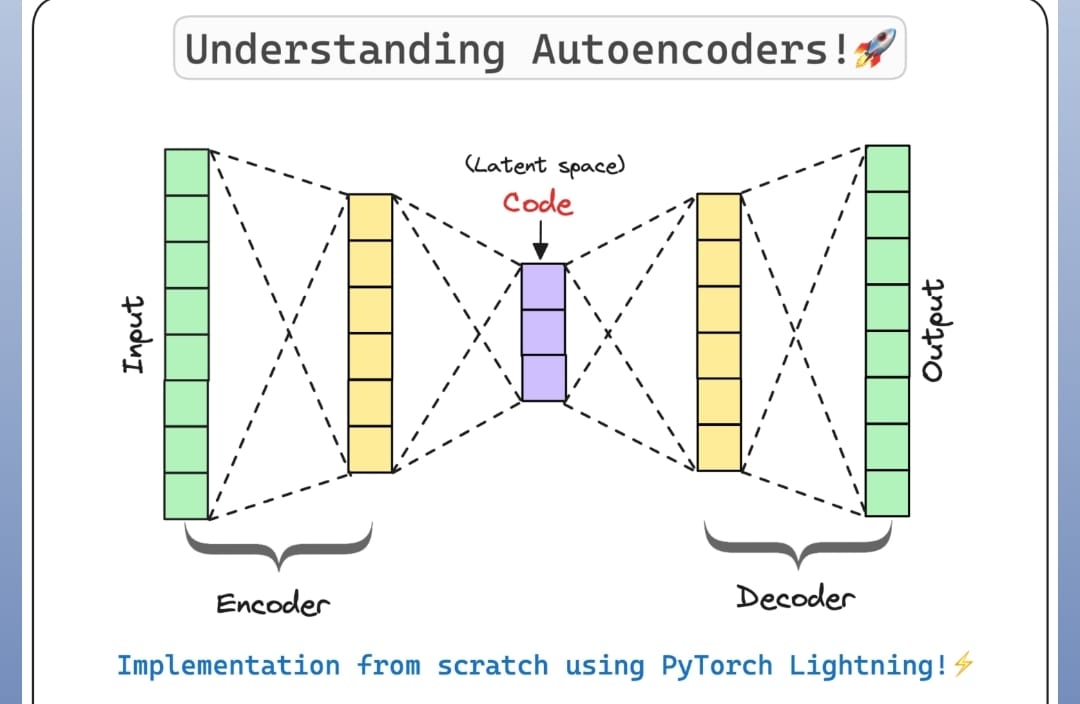 Understanding Autoencoders!🚀
(Latent space)
Code
Input
Output
Encoder
Decoder
Implementation from scratch using PyTorch Lightning!⚡